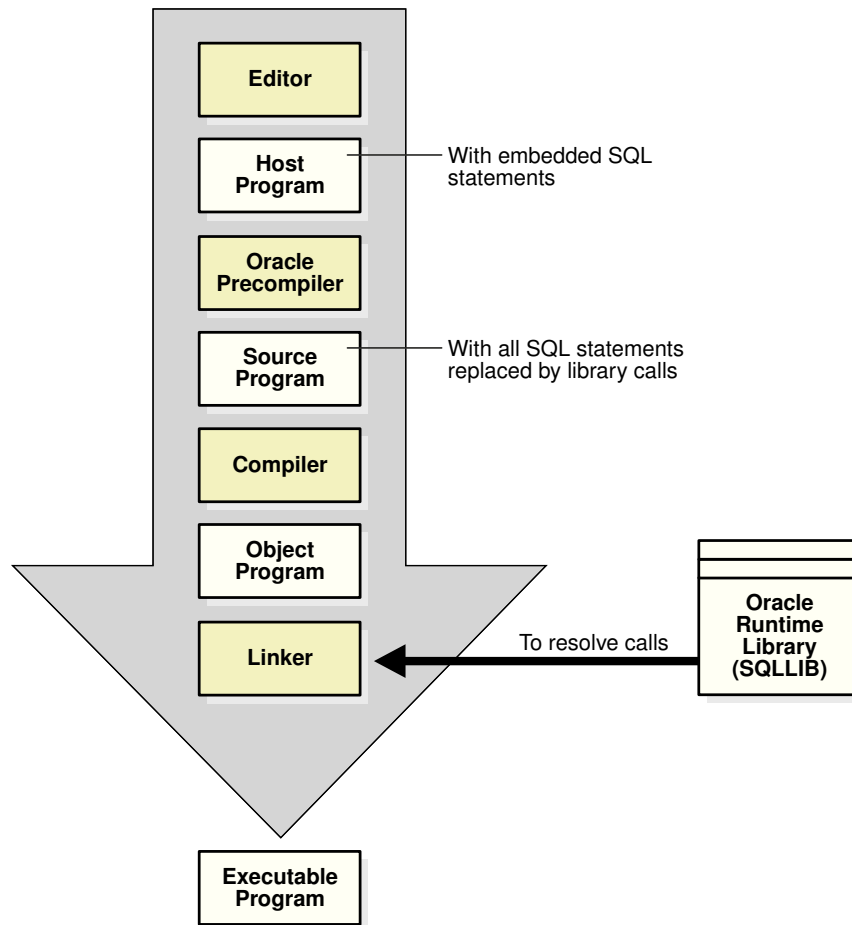 Editor
Host
Program
With embedded SQL
statements
Oracle
Precompiler
Source
Program
With all SQL statements
replaced by library calls
Compiler
Object
Program
Linker
To resolve calls
Oracle
Runtime
Library
(SQLLIB)
Executable
Program